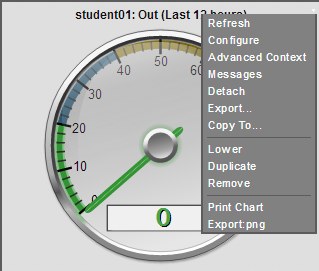 student01: Out (Last 12 hours)
Refresh
Configure
Advanced Context
Messages
Detach
Export...
Copy To...
Lower
Duplicate
Remove
Print Chart
Export:png
0
10
20
30
40
50
60
0